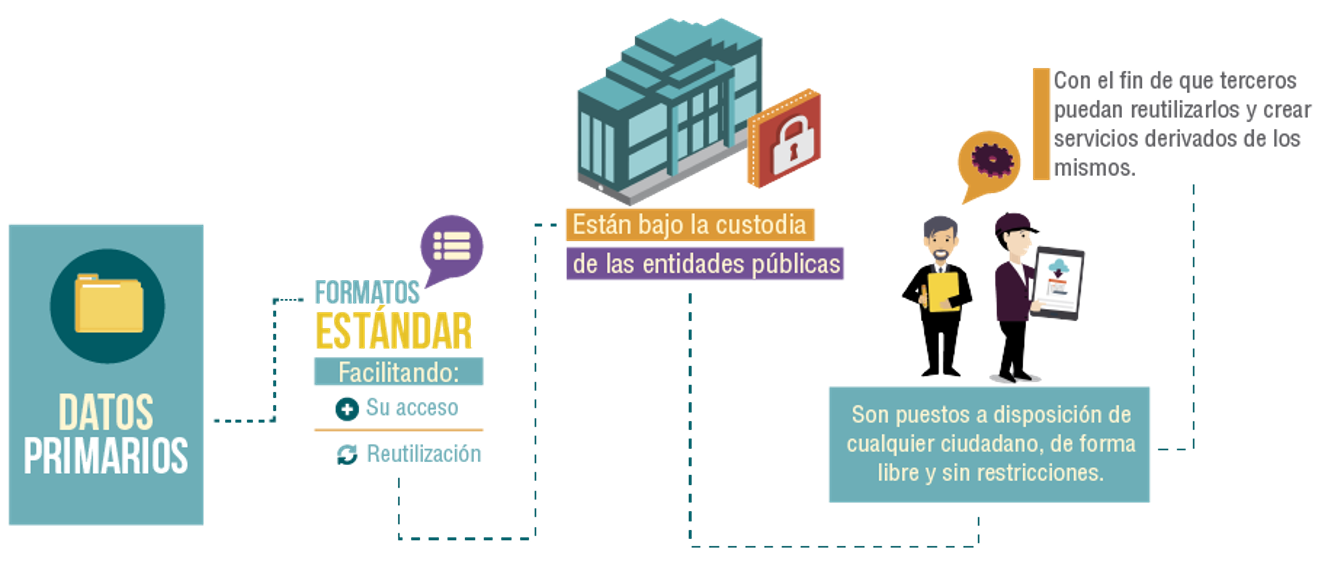 DATOS
PRIMARIOS
FORMATOS
ESTÁNDAR
Facilitando:
Su acceso
Reutilización
Están bajo la custodia
de las entidades públicas
Son puestos a disposición de
cualquier ciudadano, de forma
libre y sin restricciones.
Con el fin de que terceros
puedan reutilizarlos y crear
servicios derivados de los
mismos.